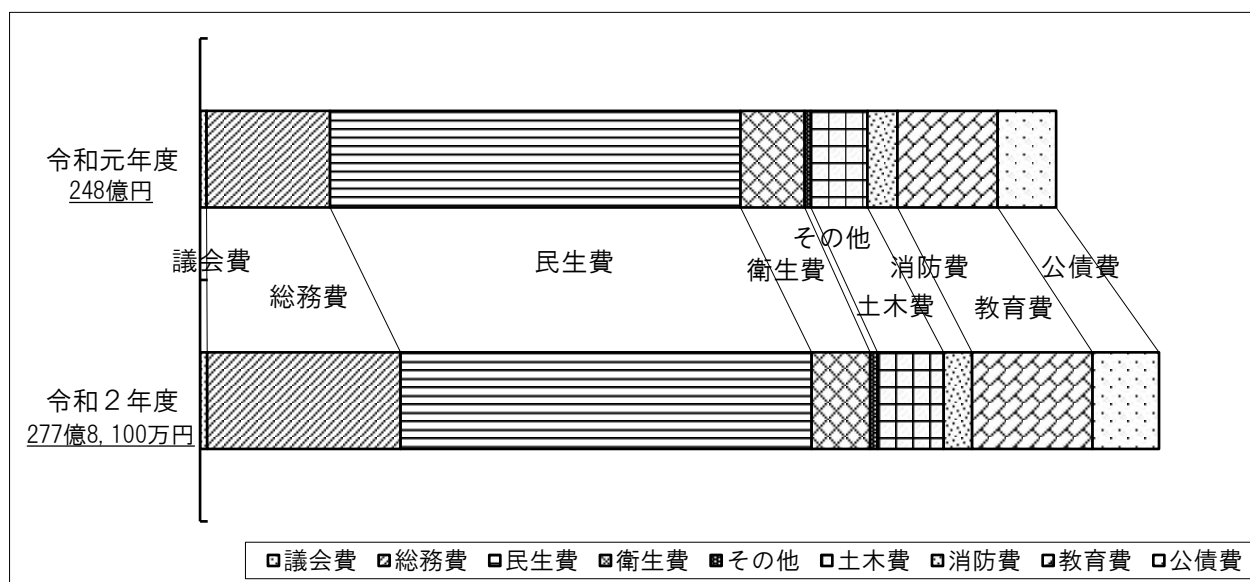 令和元年度
248億円
議会費
総務費
民生費
衛生費
その他
土木費
消防費
教育費
公債費
令和２年度
277億8,100万円
議会費 総務費 民生費 衛生費 その他 土木費 消防費 教育費 公債費